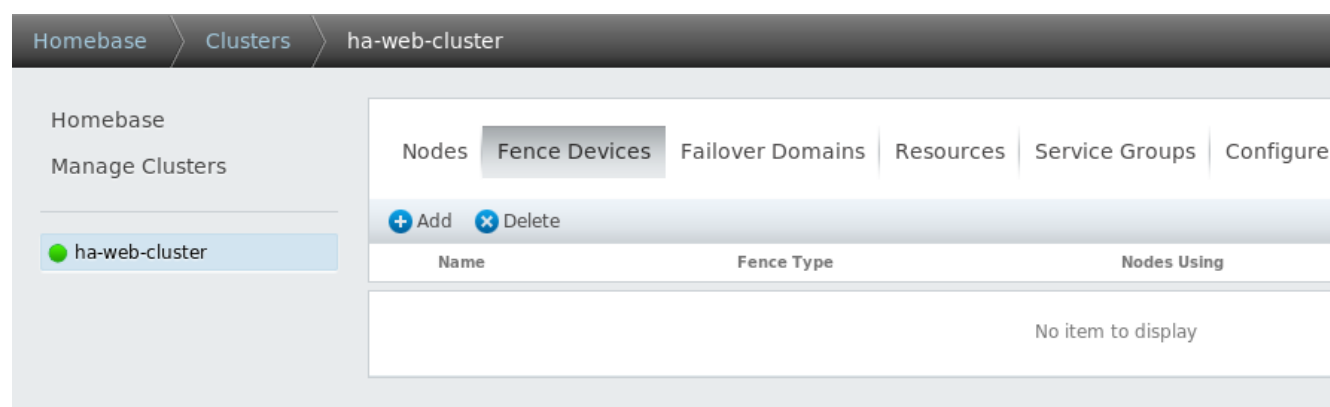 Homebase Clusters ha-web-cluster
Homebase
Manage Clusters
ha-web-cluster
Nodes Fence Devices Failover Domains Resources Service Groups Configure
Add Delete
Name Fence Type Nodes Using
No item to display